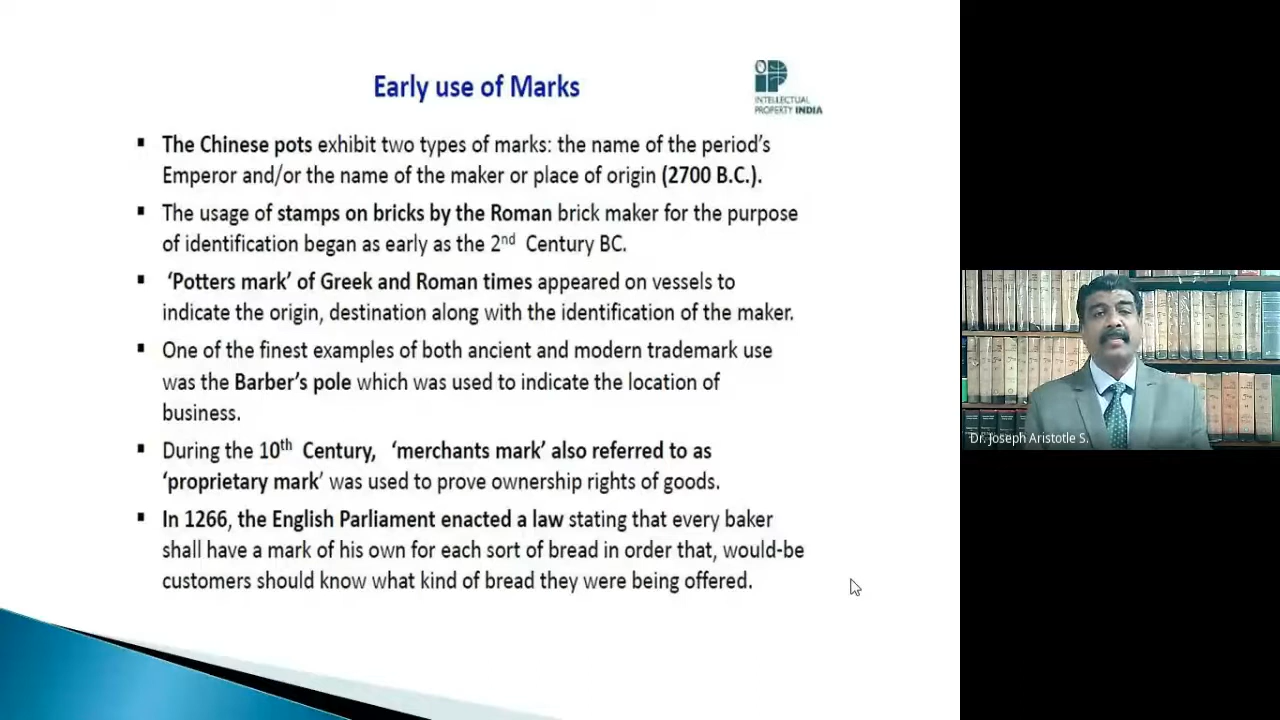 Early use of Marks
INTELLECTUAL
PROPERTY INDIA
▪ The Chinese pots exhibit two types of marks: the name of the period's
Emperor and/or the name of the maker or place of origin (2700 B.C.).
▪ The usage of stamps on bricks by the Roman brick maker for the purpose
of identification began as early as the 2nd Century BC.
▪ 'Potters mark' of Greek and Roman times appeared on vessels to
indicate the origin, destination along with the identification of the maker.
▪ One of the finest examples of both ancient and modern trademark use
was the Barber's pole which was used to indicate the location of
business.
▪ During the 10th Century, 'merchants mark' also referred to as
'proprietary mark' was used to prove ownership rights of goods.
▪ In 1266, the English Parliament enacted a law stating that every baker
shall have a mark of his own for each sort of bread in order that, would-be
customers should know what kind of bread they were being offered.
Dr. Joseph Aristotle S.